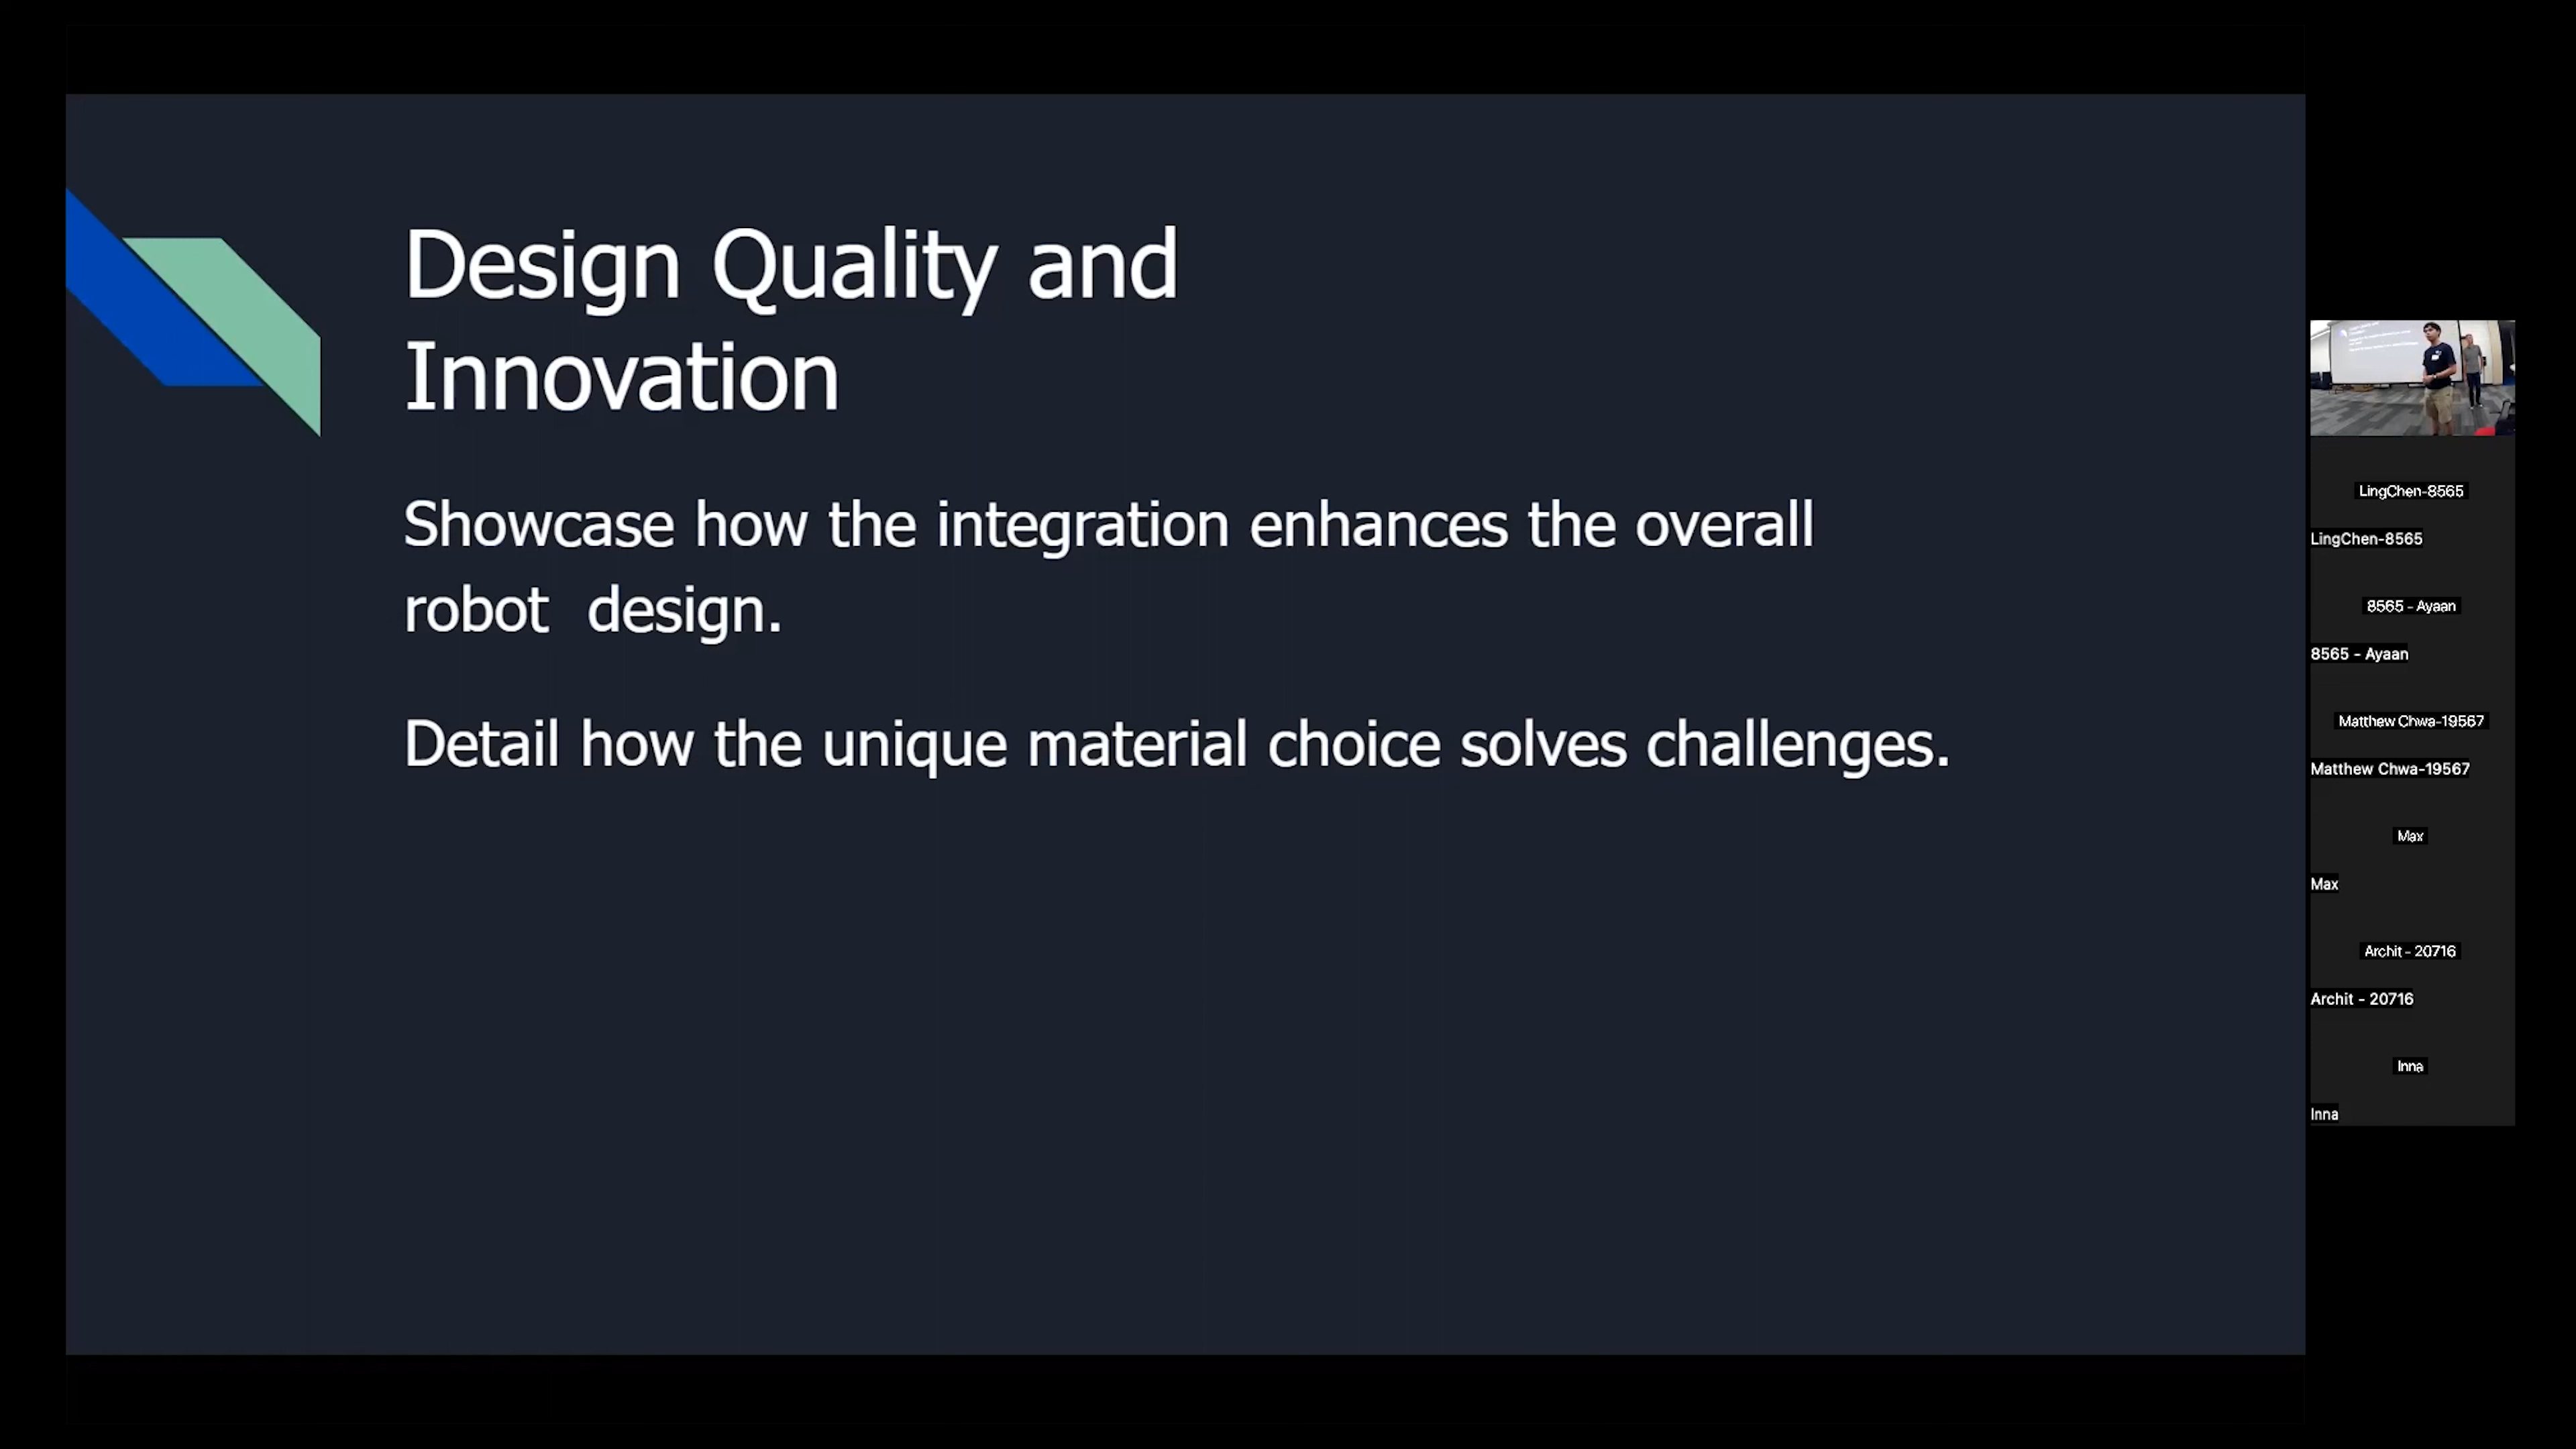 Design Quality and
Innovation
Showcase how the integration enhances the overall
robot  design.
Detail how the unique material choice solves challenges.
LingChen-8565
LingChen-8565
8565 - Ayaan
8565 - Ayaan
Matthew Chwa-19567
Matthew Chwa-19567
Max
Max
Archit - 20716
Archit - 20716
Inna
Inna